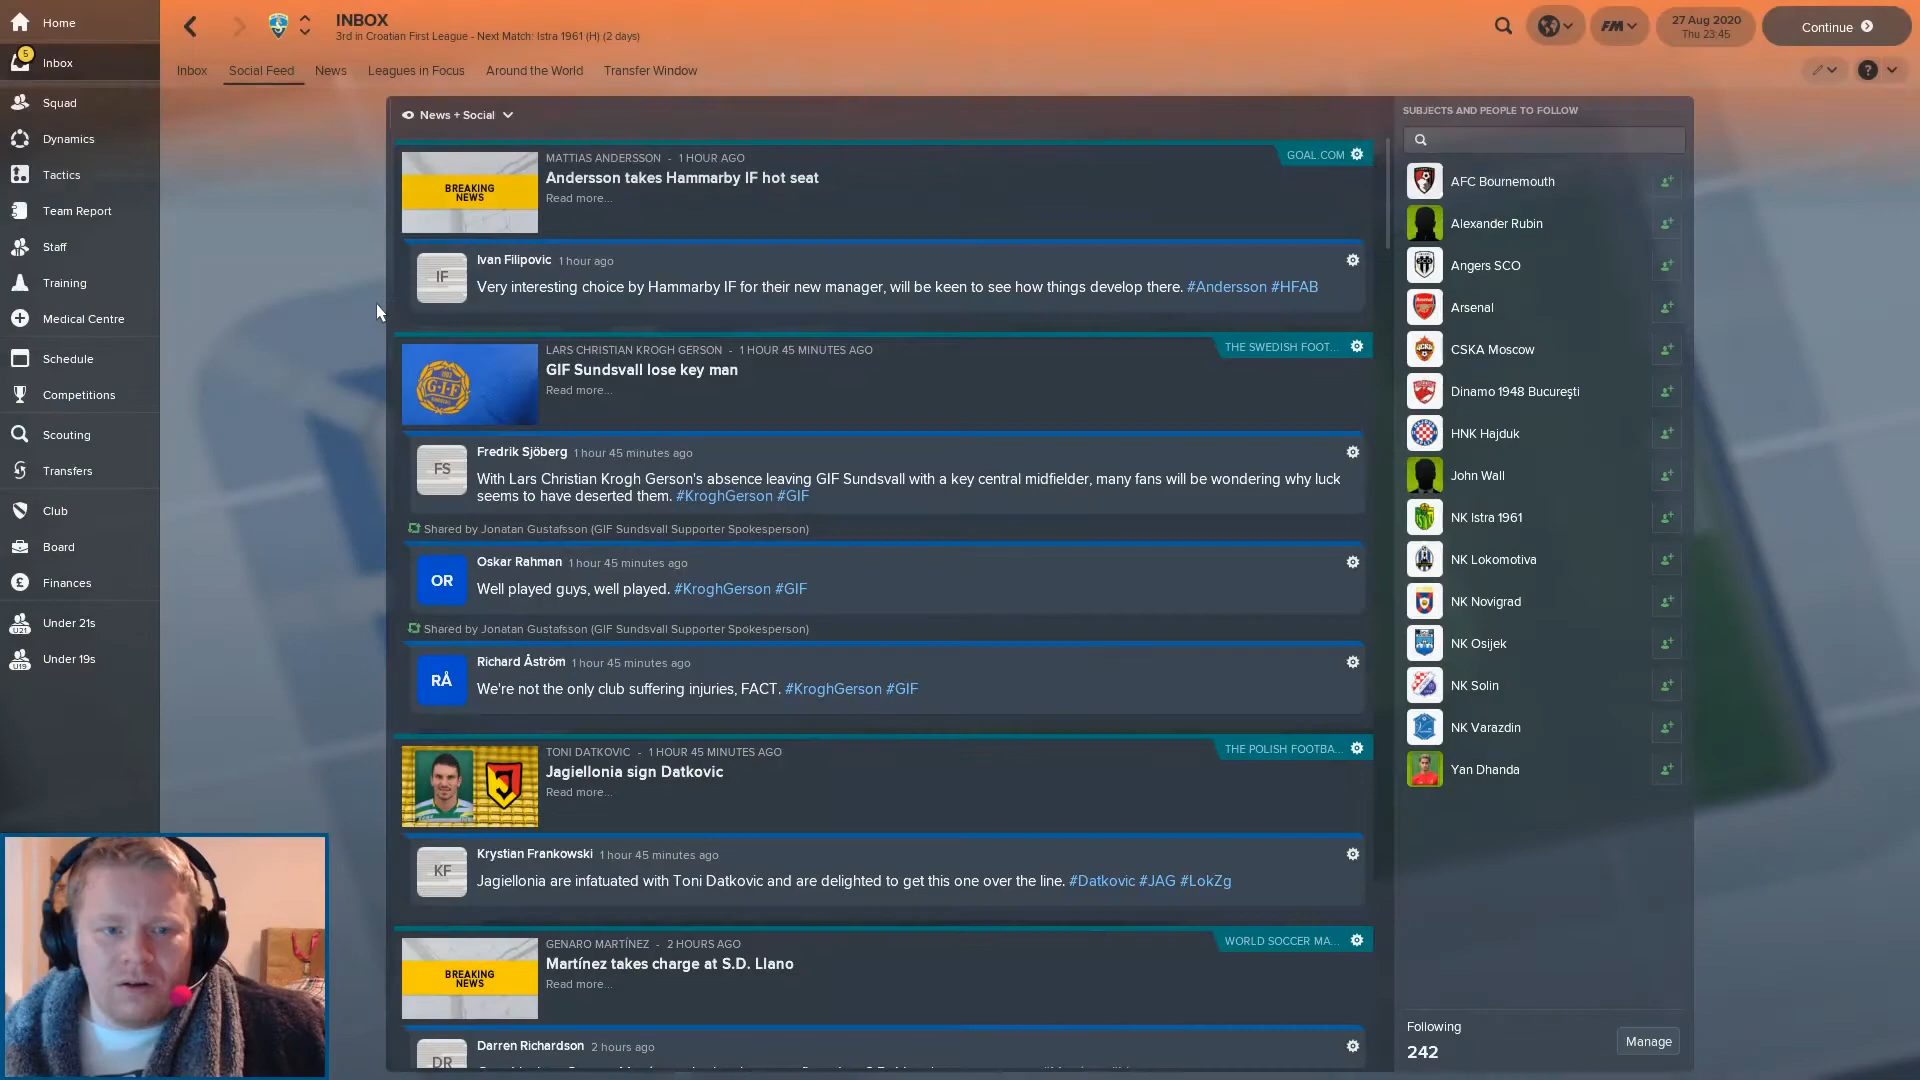 Home
5
Inbox
Squad
Dynamics
Tactics
Team Report
Staff
Training
Medical Centre
Schedule
Competitions
Scouting
Transfers
Club
Board
Finances
U21
Under 21s
U19
Under 19s
INBOX
3rd in Croatian First League - Next Match: Istra 1961 (H) (2 days)
FM
27 Aug 2020
Thu 23:45
Continue
Inbox
Social Feed
News
Leagues in Focus
Around the World
Transfer Window
?
News + Social
BREAKING
NEWS
MATTIAS ANDERSSON - 1 HOUR AGO
GOAL.COM
Andersson takes Hammarby IF hot seat
Read more...
IF
Ivan Filipovic 1 hour ago
Very interesting choice by Hammarby IF for their new manager, will be keen to see how things develop there. #Andersson #HFAB
LARS CHRISTIAN KROGH GERSON - 1 HOUR 45 MINUTES AGO
THE SWEDISH FOOT...
GIF Sundsvall lose key man
Read more...
FS
Fredrik Sjöberg 1 hour 45 minutes ago
With Lars Christian Krogh Gerson's absence leaving GIF Sundsvall with a key central midfielder, many fans will be wondering why luck
seems to have deserted them. #KroghGerson #GIF
Shared by Jonatan Gustafsson (GIF Sundsvall Supporter Spokesperson)
OR
Oskar Rahman 1 hour 45 minutes ago
Well played guys, well played. #KroghGerson #GIF
Shared by Jonatan Gustafsson (GIF Sundsvall Supporter Spokesperson)
RÅ
Richard Åström 1 hour 45 minutes ago
We're not the only club suffering injuries, FACT. #KroghGerson #GIF
TONI DATKOVIC - 1 HOUR 45 MINUTES AGO
THE POLISH FOOTBA...
Jagiellonia sign Datkovic
Read more...
KF
Krystian Frankowski 1 hour 45 minutes ago
Jagiellonia are infatuated with Toni Datkovic and are delighted to get this one over the line. #Datkovic #JAG #LokZg
BREAKING
NEWS
GENARO MARTÍNEZ - 2 HOURS AGO
WORLD SOCCER MA...
Martínez takes charge at S.D. Llano
Read more...
DR
Darren Richardson 2 hours ago
SUBJECTS AND PEOPLE TO FOLLOW
AFC Bournemouth
Alexander Rubin
Angers SCO
Arsenal
CSKA Moscow
Dinamo 1948 București
HNK Hajduk
John Wall
NK Istra 1961
NK Lokomotiva
NK Novigrad
NK Osijek
NK Solin
NK Varazdin
Yan Dhanda
Following
242
Manage